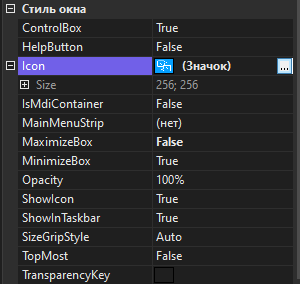 Стиль окна
ControlBox True
HelpButton False
Icon (Значок) ...
Size 256; 256
IsMdiContainer False
MainMenuStrip (нет)
MaximizeBox False
MinimizeBox True
Opacity 100%
ShowIcon True
ShowInTaskbar True
SizeGripStyle Auto
TopMost False
TransparencyKey